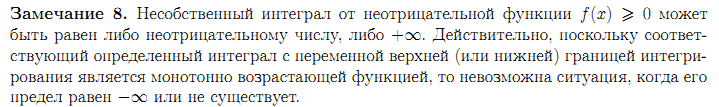 Замечание 8. Несобственный интеграл от неотрицательной функции f(x) ⩾ 0 может
быть равен либо неотрицательному числу, либо +∞. Действительно, поскольку соответ-
ствующий определенный интеграл с переменной верхней (или нижней) границей интегри-
рования является монотонно возрастающей функцией, то невозможна ситуация, когда его
предел равен −∞ или не существует.